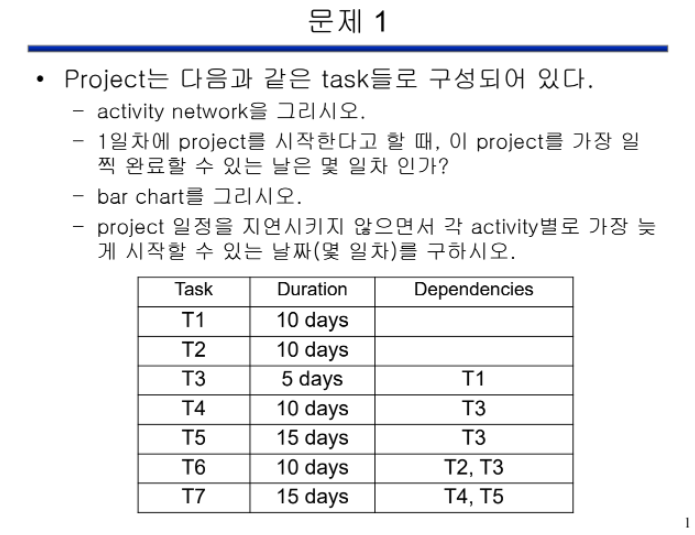 문제 1
• Project는 다음과 같은 task들로 구성되어 있다.
– activity network을 그리시오.
– 1일차에 project를 시작한다고 할 때, 이 project를 가장 일
찍 완료할 수 있는 날은 몇 일차 인가?
– bar chart를 그리시오.
– project 일정을 지연시키지 않으면서 각 activity별로 가장 늦
게 시작할 수 있는 날짜(몇 일차)를 구하시오.
Task Duration Dependencies
T1 10 days
T2 10 days
T3 5 days T1
T4 10 days T3
T5 15 days T3
T6 10 days T2, T3
T7 15 days T4, T5
1